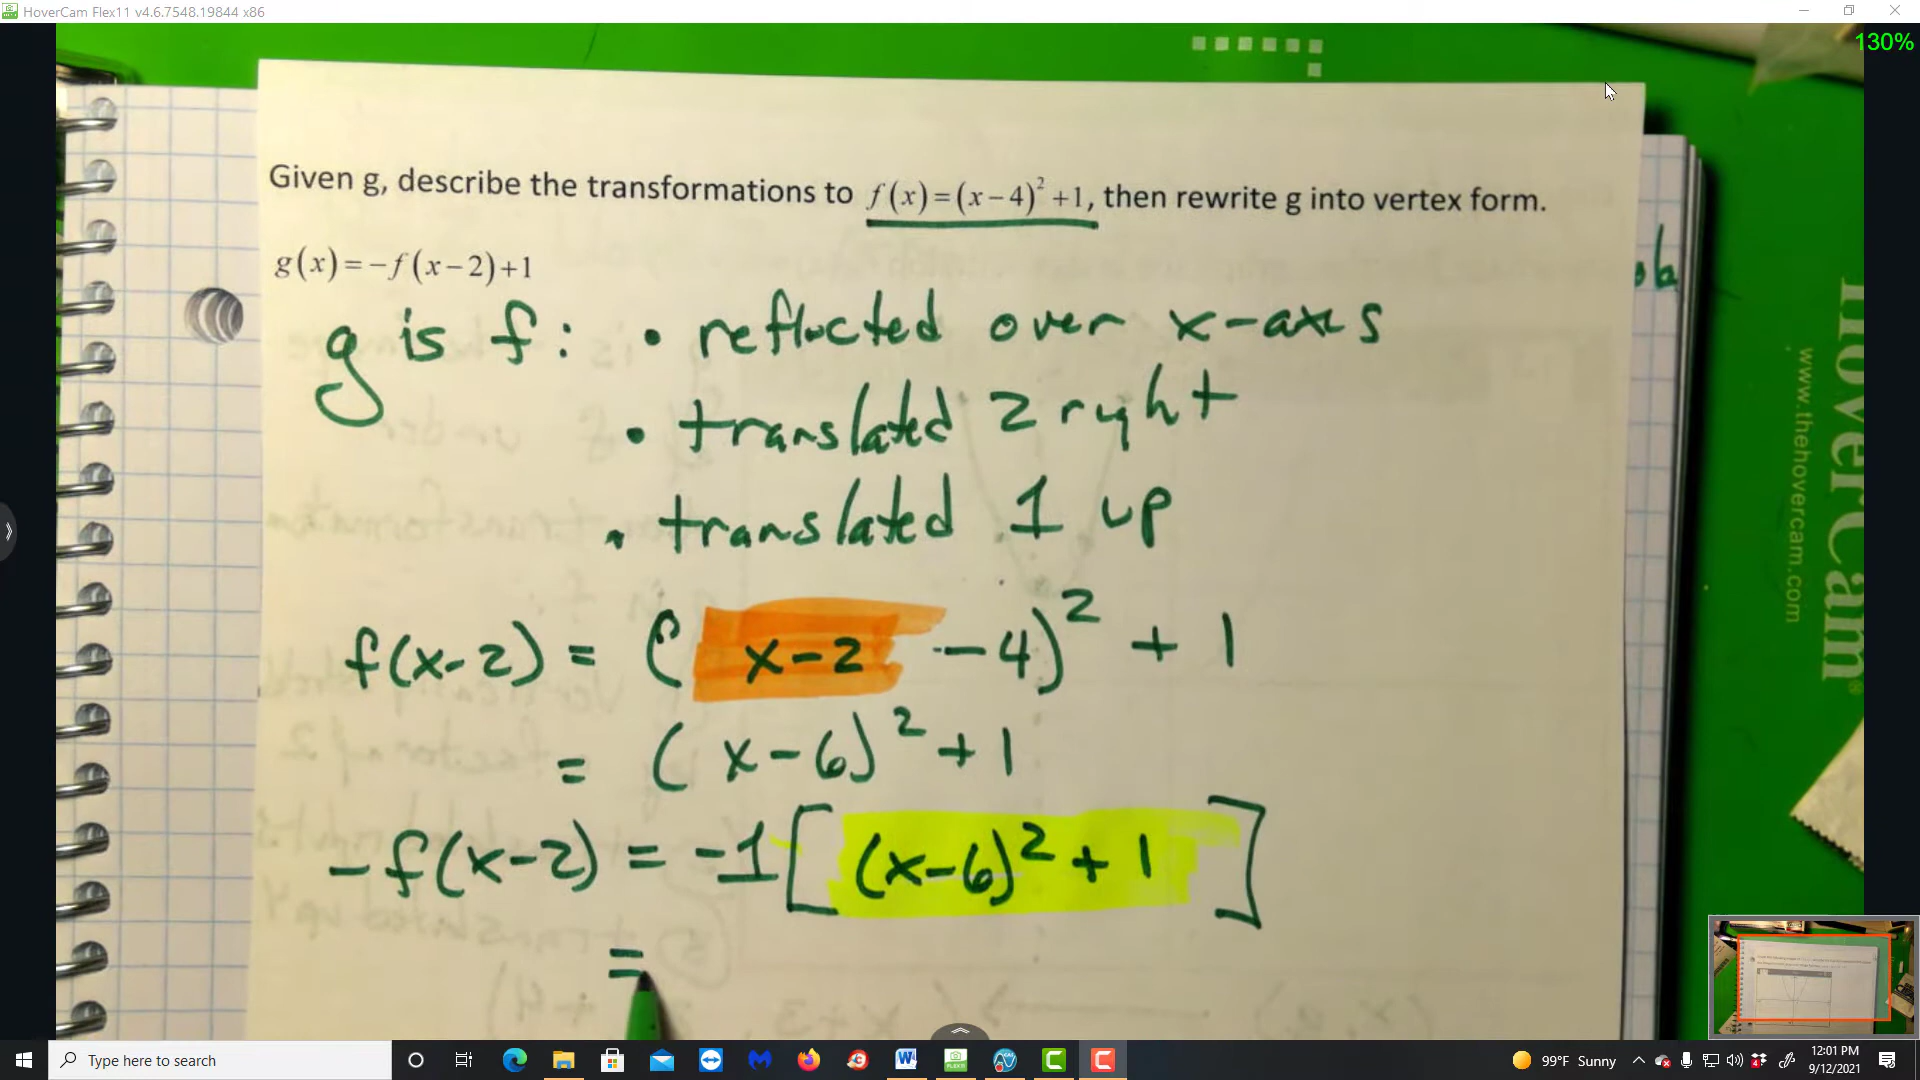 HoverCam Flex11 v4.6.7548.19844 x86
130%
Given g, describe the transformations to f(x)=(x-4)²+1, then rewrite g into vertex form.
g(x)=-f(x-2)+1
g is f: • reflected over x-axis
• translated 2 right
• translated 1 up
f(x-2) = (x-2 -4)² + 1
= (x-6)² + 1
-f(x-2) = -1[(x-6)² + 1]
=
HoverCam®
www.thehovercam.com
Type here to search
99°F Sunny
12:01 PM
9/12/2021